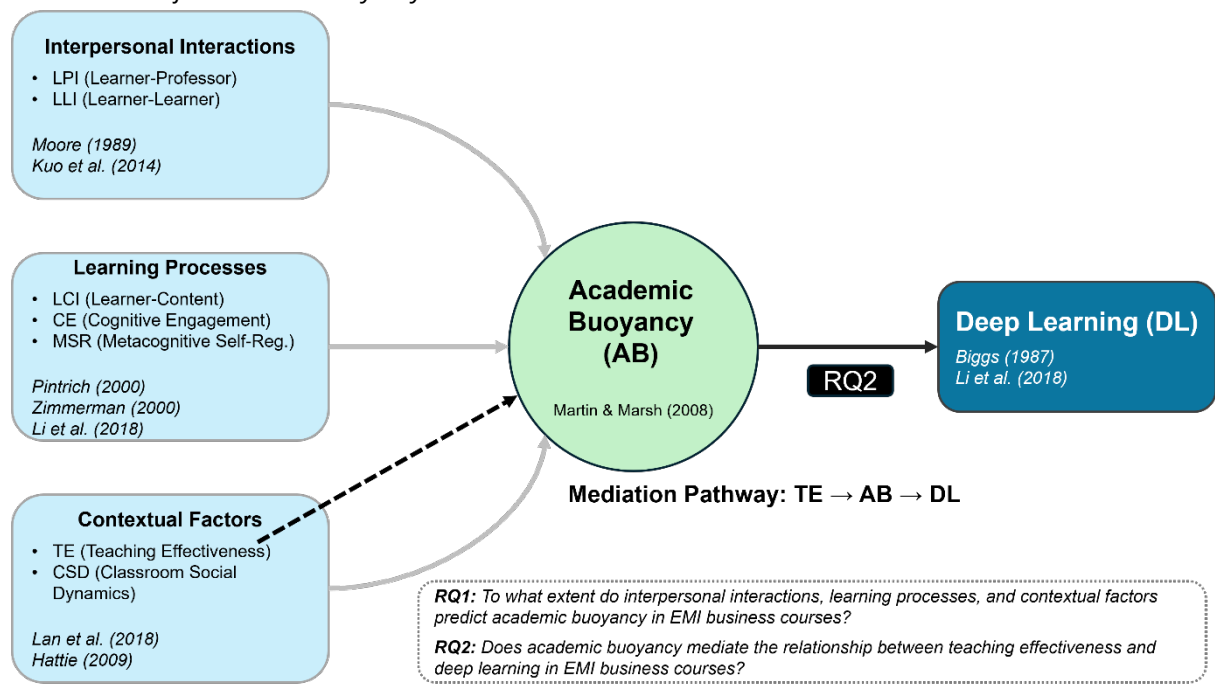 Interpersonal Interactions
• LPI (Learner-Professor)
• LLI (Learner-Learner)
Moore (1989)
Kuo et al. (2014)
Learning Processes
• LCI (Learner-Content)
• CE (Cognitive Engagement)
• MSR (Metacognitive Self-Reg.)
Pintrich (2000)
Zimmerman (2000)
Li et al. (2018)
Contextual Factors
• TE (Teaching Effectiveness)
• CSD (Classroom Social
Dynamics)
Lan et al. (2018)
Hattie (2009)
Academic
Buoyancy
(AB)
Martin & Marsh (2008)
RQ2
Deep Learning (DL)
Biggs (1987)
Li et al. (2018)
Mediation Pathway: TE → AB → DL
RQ1: To what extent do interpersonal interactions, learning processes, and contextual factors
predict academic buoyancy in EMI business courses?
RQ2: Does academic buoyancy mediate the relationship between teaching effectiveness and
deep learning in EMI business courses?